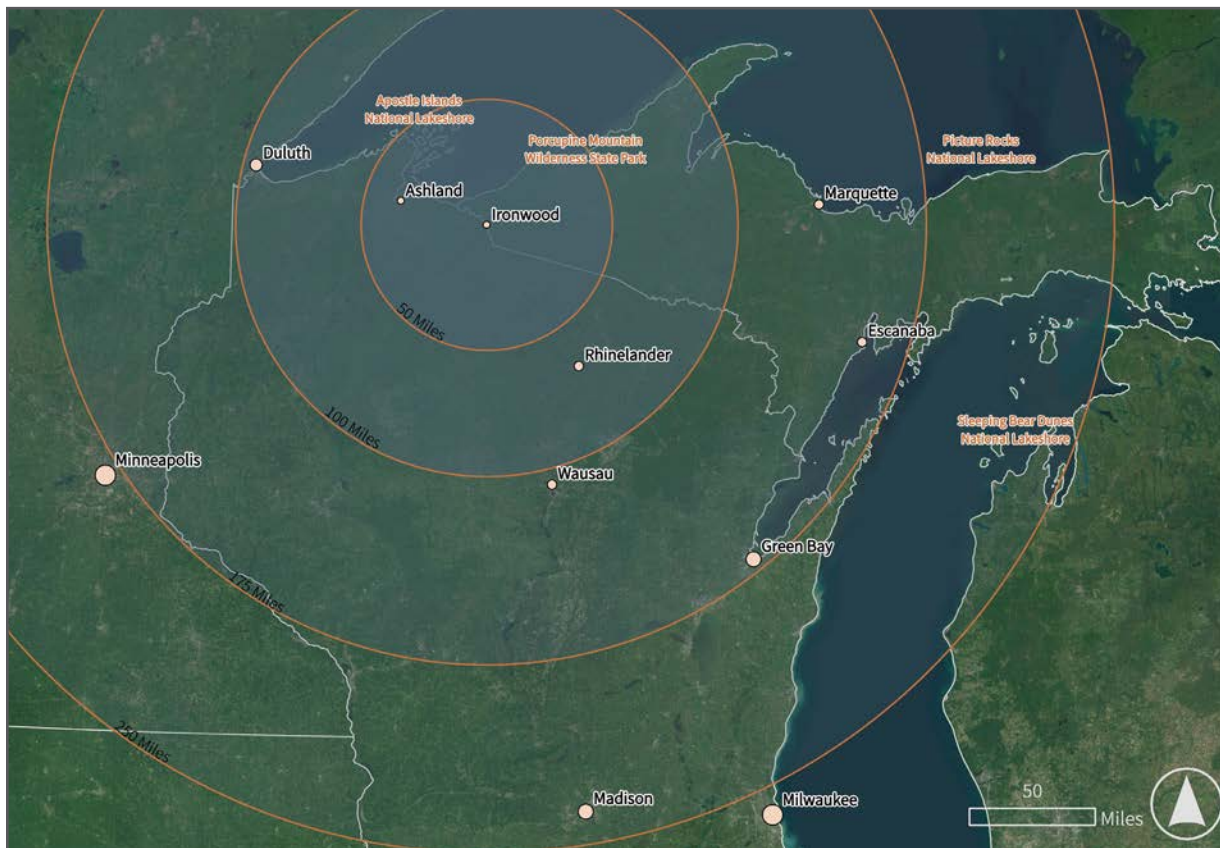 Apostle Islands
National Lakeshore
Porcupine Mountain
Wilderness State Park
Picture Rocks
National Lakeshore
Duluth
Ashland
Ironwood
Marquette
50 Miles
Escanaba
Rhinelander
100 Miles
Sleeping Bear Dunes
National Lakeshore
Minneapolis
Wausau
Green Bay
175 Miles
250 Miles
Madison
Milwaukee
50
Miles